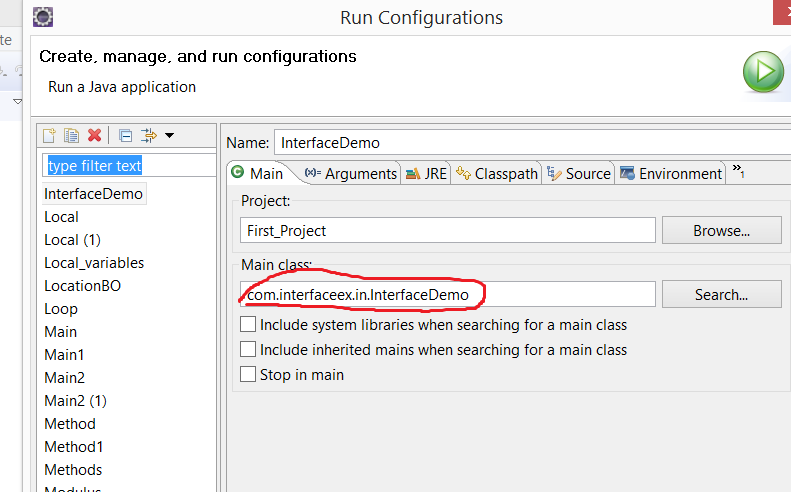 Run Configurations
te
Create, manage, and run configurations
Run a Java application
Name: InterfaceDemo
type filter text
Main (x)= Arguments JRE Classpath Source Environment »1
InterfaceDemo
Local
Local (1)
Local_variables
LocationBO
Loop
Main
Main1
Main2
Main2 (1)
Method
Method1
Methods
Modulus
Project:
First_Project Browse...
Main class:
com.interfaceex.in.InterfaceDemo Search...
Include system libraries when searching for a main class
Include inherited mains when searching for a main class
Stop in main